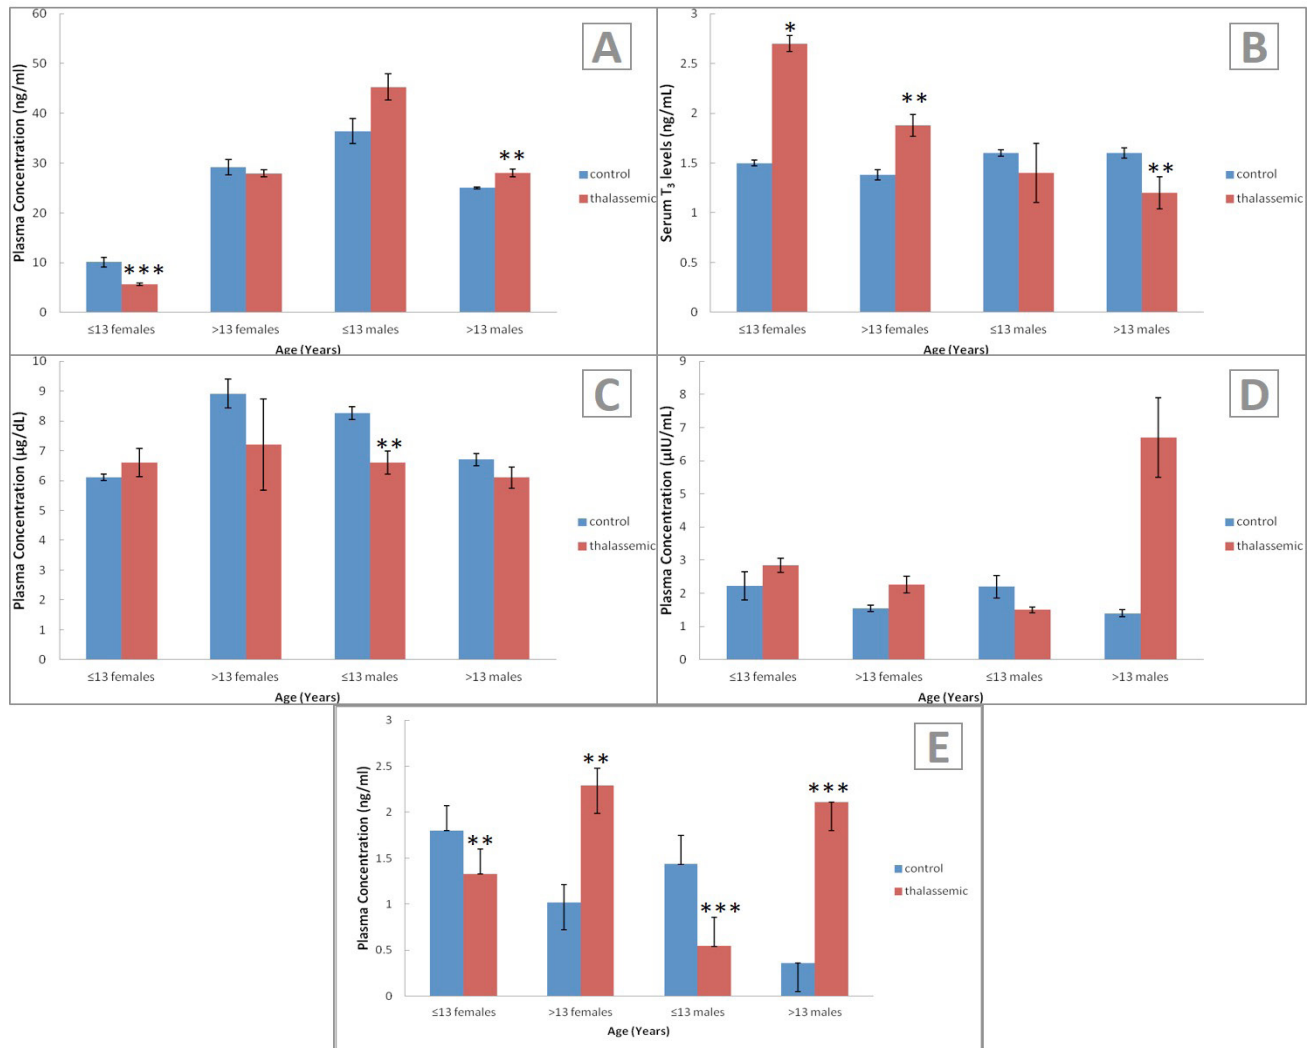 A
Plasma Concentration (ng/ml)
60
50
40
30
20
10
0
***
**
control
thalassemic
≤13 females >13 females ≤13 males >13 males
Age (Years)
B
Serum T₃ levels (ng/mL)
3
2.5
2
1.5
1
0.5
0
*
**
**
control
thalassemic
≤13 females >13 females ≤13 males >13 males
Age (Years)
C
Plasma Concentration (µg/dL)
10
9
8
7
6
5
4
3
2
1
0
**
control
thalassemic
≤13 females >13 females ≤13 males >13 males
Age (Years)
D
Plasma Concentration (µIU/mL)
9
8
7
6
5
4
3
2
1
0
control
thalassemic
≤13 females >13 females ≤13 males >13 males
Age (Years)
E
Plasma Concentration (ng/ml)
3
2.5
2
1.5
1
0.5
0
**
**
***
***
control
thalassemic
≤13 females >13 females ≤13 males >13 males
Age (Years)